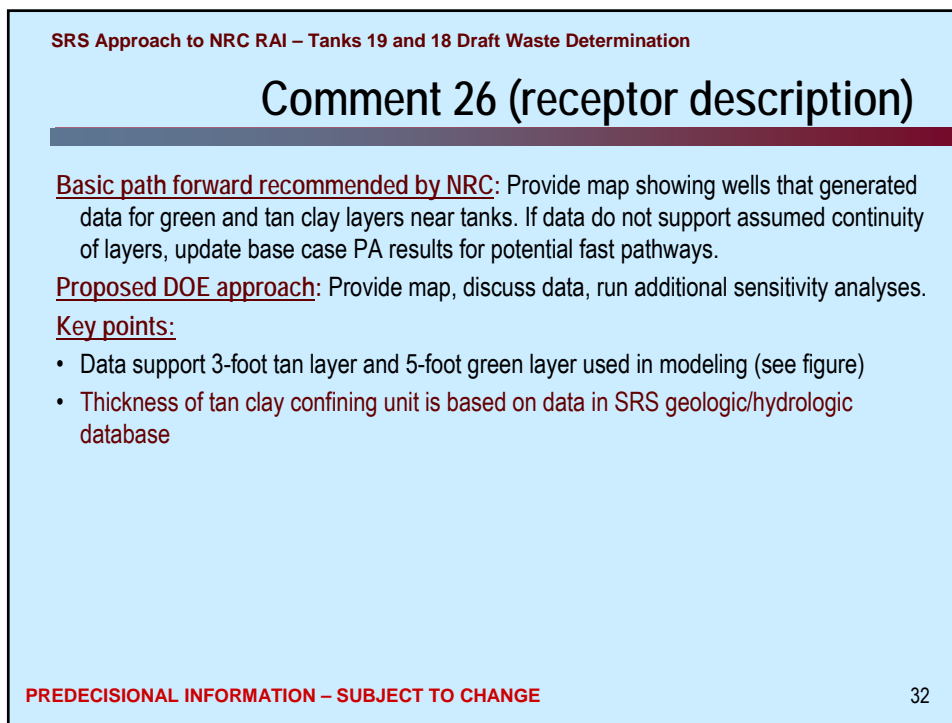 SRS Approach to NRC RAI – Tanks 19 and 18 Draft Waste Determination
Comment 26 (receptor description)
Basic path forward recommended by NRC: Provide map showing wells that generated
data for green and tan clay layers near tanks. If data do not support assumed continuity
of layers, update base case PA results for potential fast pathways.
Proposed DOE approach: Provide map, discuss data, run additional sensitivity analyses.
Key points:
• Data support 3-foot tan layer and 5-foot green layer used in modeling (see figure)
• Thickness of tan clay confining unit is based on data in SRS geologic/hydrologic
database
PREDECISIONAL INFORMATION – SUBJECT TO CHANGE
32